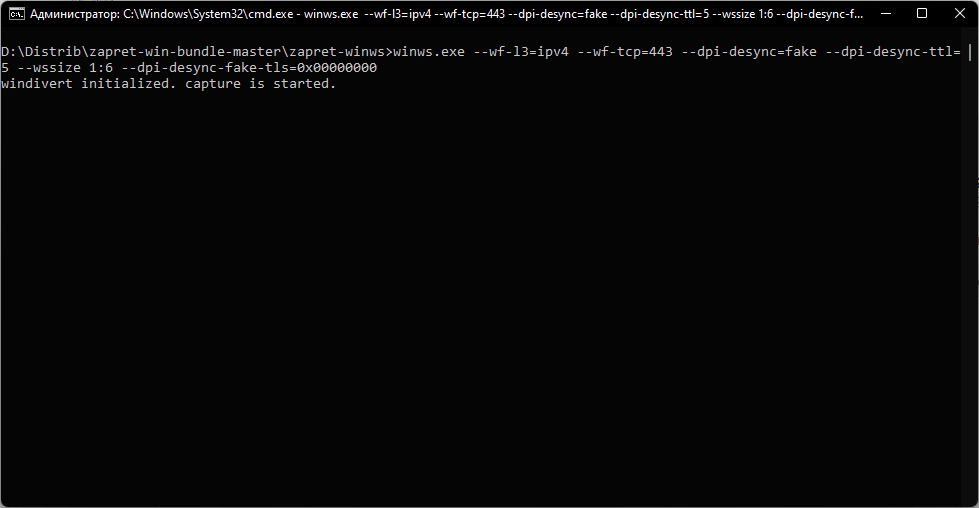 Администратор: C:\Windows\System32\cmd.exe - winws.exe  --wf-l3=ipv4 --wf-tcp=443 --dpi-desync=fake --dpi-desync-ttl=5 --wssize 1:6 --dpi-desync-f...
D:\Distrib\zapret-win-bundle-master\zapret-winws>winws.exe --wf-l3=ipv4 --wf-tcp=443 --dpi-desync=fake --dpi-desync-ttl=
5 --wssize 1:6 --dpi-desync-fake-tls=0x00000000
windivert initialized. capture is started.